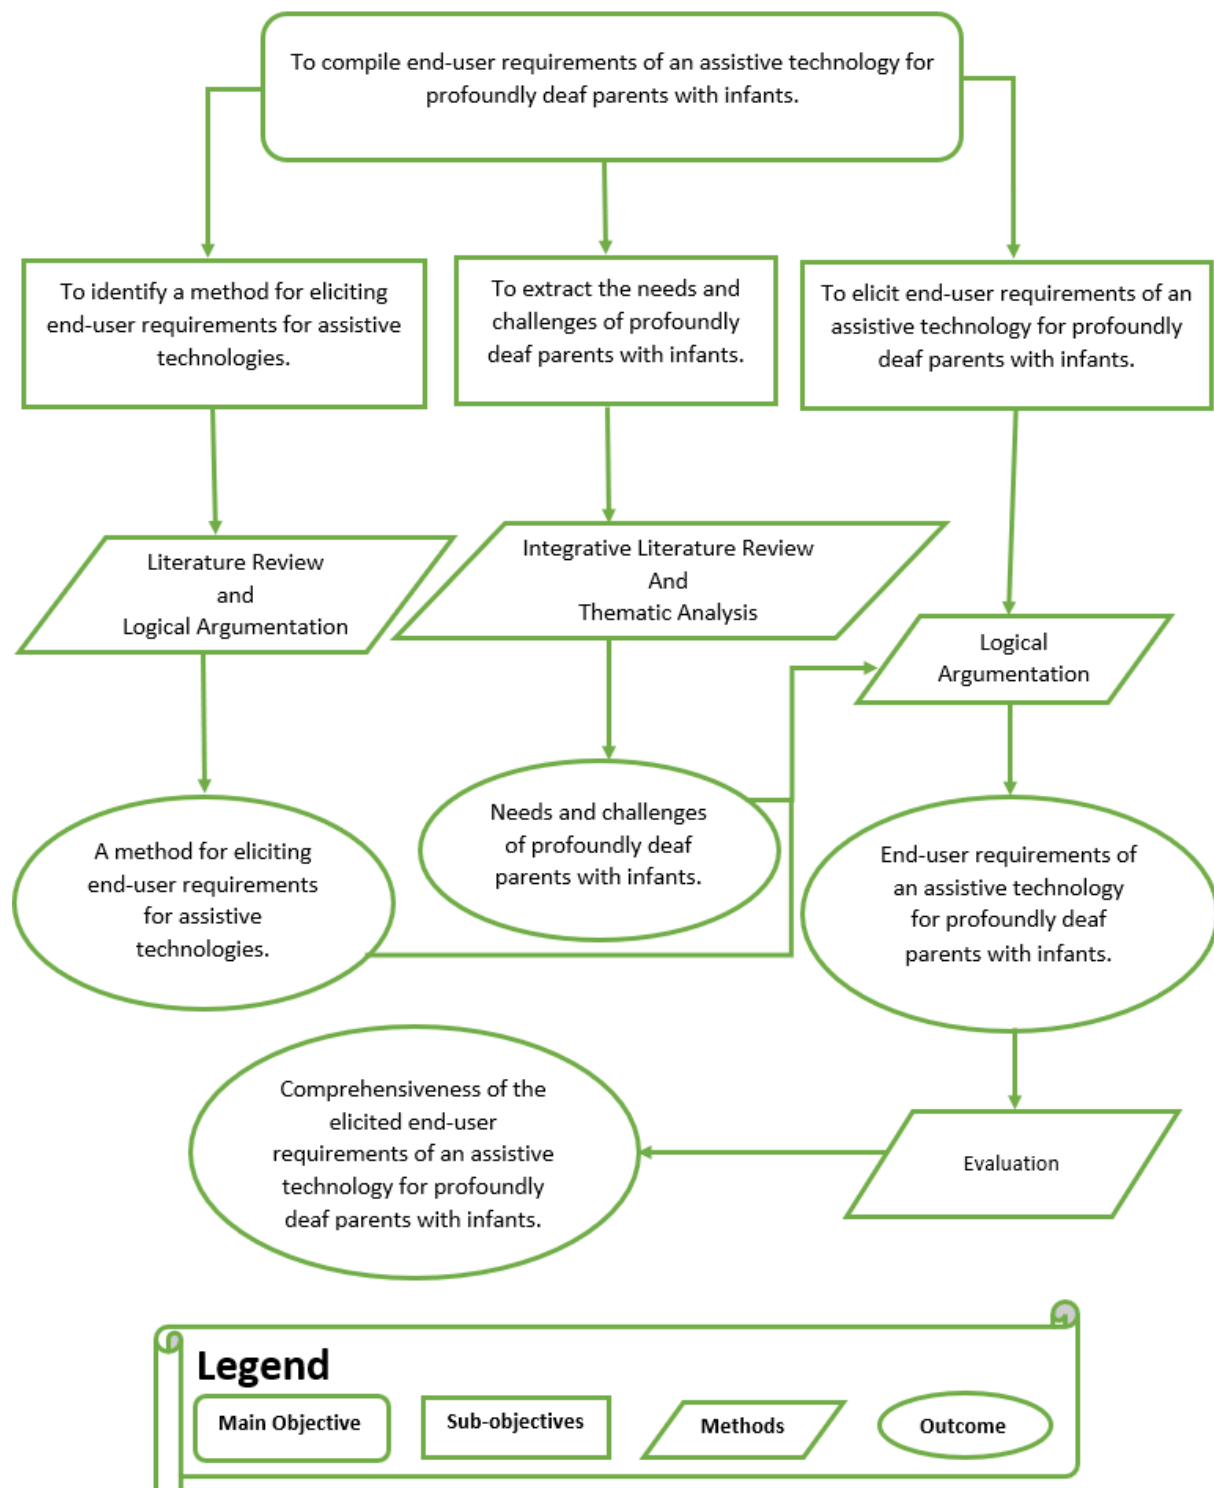 To compile end-user requirements of an assistive technology for
profoundly deaf parents with infants.
To identify a method for eliciting
end-user requirements for assistive
technologies.
To extract the needs and
challenges of profoundly
deaf parents with infants.
To elicit end-user requirements of an
assistive technology for profoundly
deaf parents with infants.
Literature Review
and
Logical Argumentation
Integrative Literature Review
And
Thematic Analysis
Logical
Argumentation
A method for eliciting
end-user requirements
for assistive
technologies.
Needs and challenges
of profoundly deaf
parents with infants.
End-user requirements of
an assistive technology
for profoundly deaf
parents with infants.
Comprehensiveness of the
elicited end-user
requirements of an assistive
technology for profoundly
deaf parents with infants.
Evaluation
Legend
Main Objective
Sub-objectives
Methods
Outcome